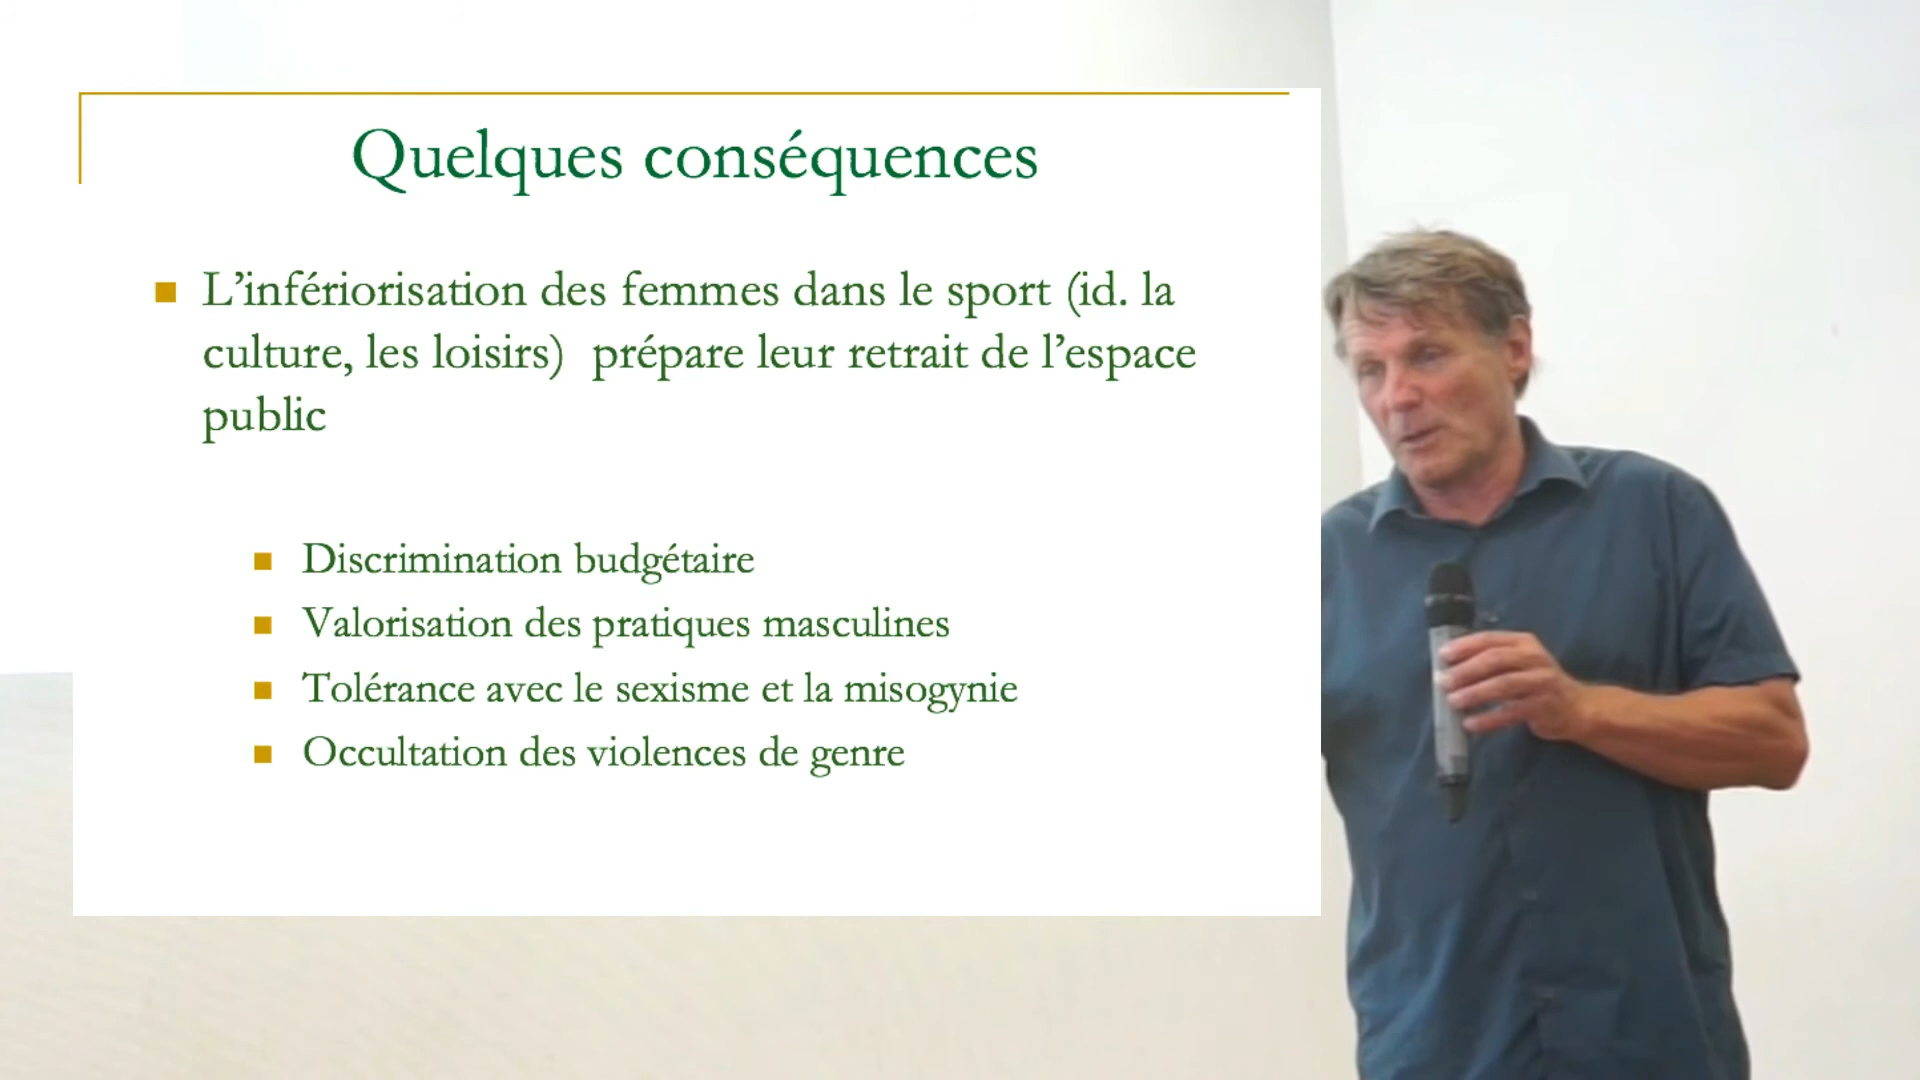 Quelques conséquences
L’infériorisation des femmes dans le sport (id. la
culture, les loisirs)  prépare leur retrait de l’espace
public
Discrimination budgétaire
Valorisation des pratiques masculines
Tolérance avec le sexisme et la misogynie
Occultation des violences de genre